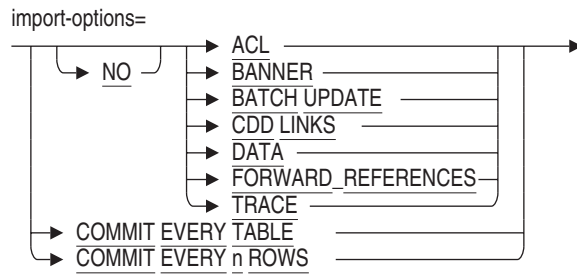 import-options=
NO
ACL
BANNER
BATCH UPDATE
CDD LINKS
DATA
FORWARD_REFERENCES
TRACE
COMMIT EVERY TABLE
COMMIT EVERY n ROWS